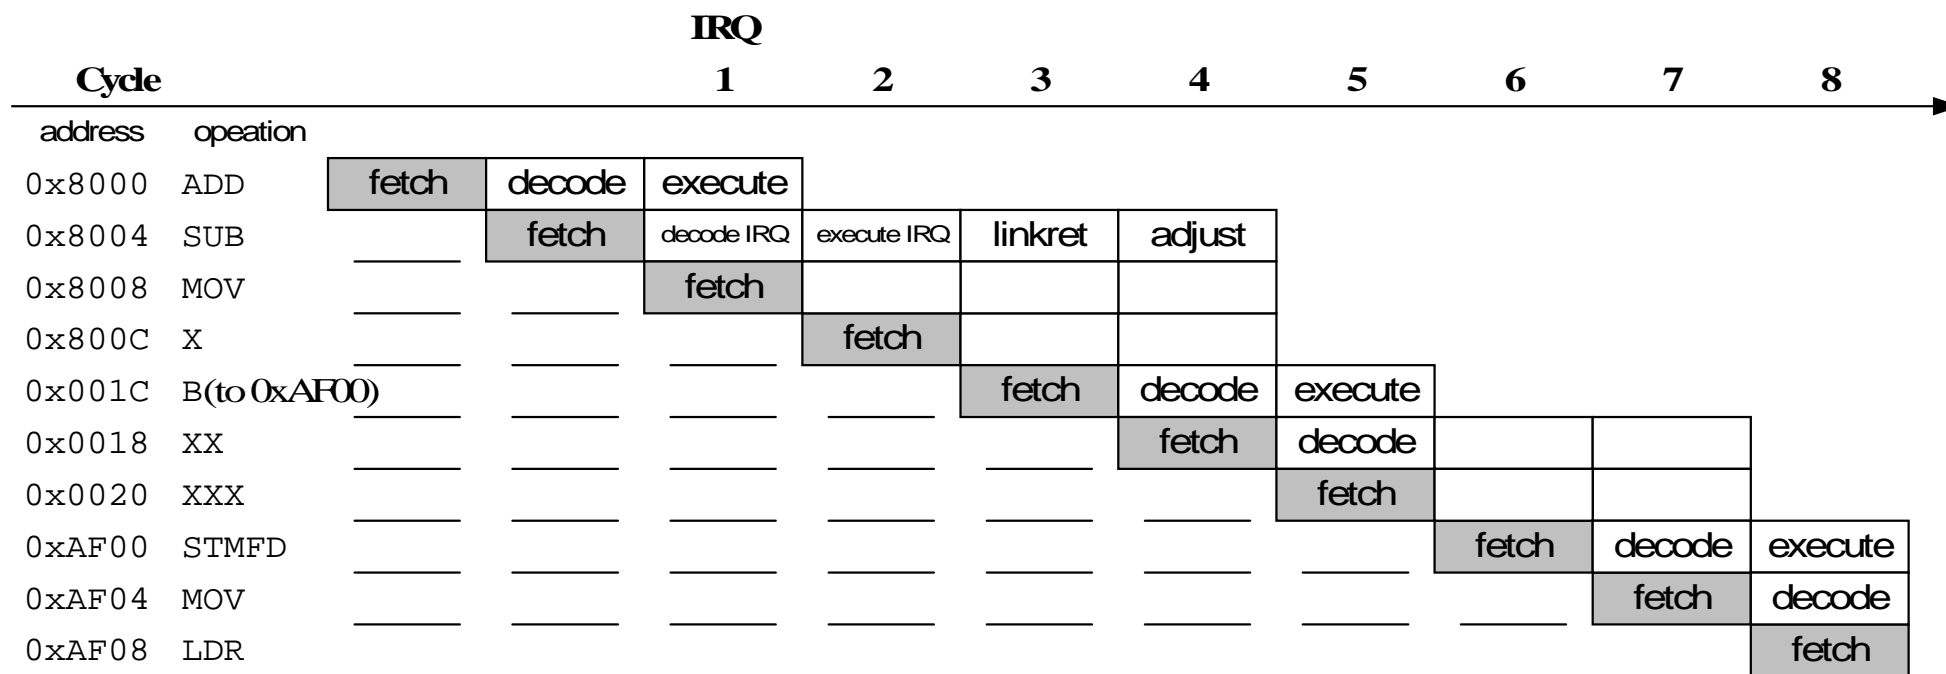 IRQ
Cycle 1 2 3 4 5 6 7 8
address opeation
0x8000 ADD fetch decode execute
0x8004 SUB fetch decode IRQ execute IRQ linkret adjust
0x8008 MOV fetch
0x800C X fetch
0x001C B(to 0xAF00) fetch decode execute
0x0018 XX fetch decode
0x0020 XXX fetch
0xAF00 STMFD fetch decode execute
0xAF04 MOV fetch decode
0xAF08 LDR fetch